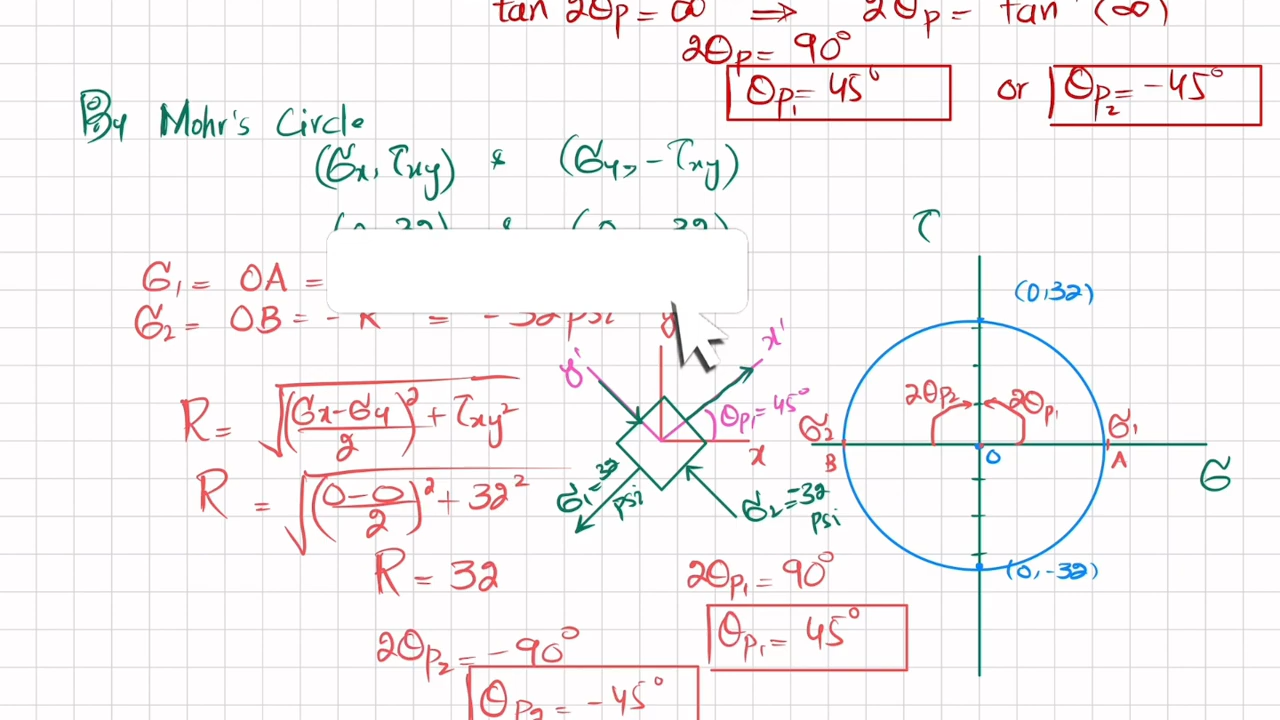 tan 2θp = ∞ ⇒ 2θp = tan (∞)
2θp = 90°
θp₁ = 45° or θp₂ = -45°
By Mohr's Circle
(σx, τxy) & (σy, -τxy)
τ
σ₁ = OA =
σ₂ = OB = - R = - 32 psi
R = √((σx-σy)/2)² + τxy²
R = √((0-0)/2)² + 32²
R = 32
2θp₂ = -90°
θp₂ = -45°
y
x'
y'
θp₁ = 45°
x
σ₁ = 32 psi
σ₂ = -32
psi
2θp₁ = 90°
θp₁ = 45°
(0,32)
2θp₂ 2θp₁
σ₂ σ₁
B O A
σ
(0,-32)